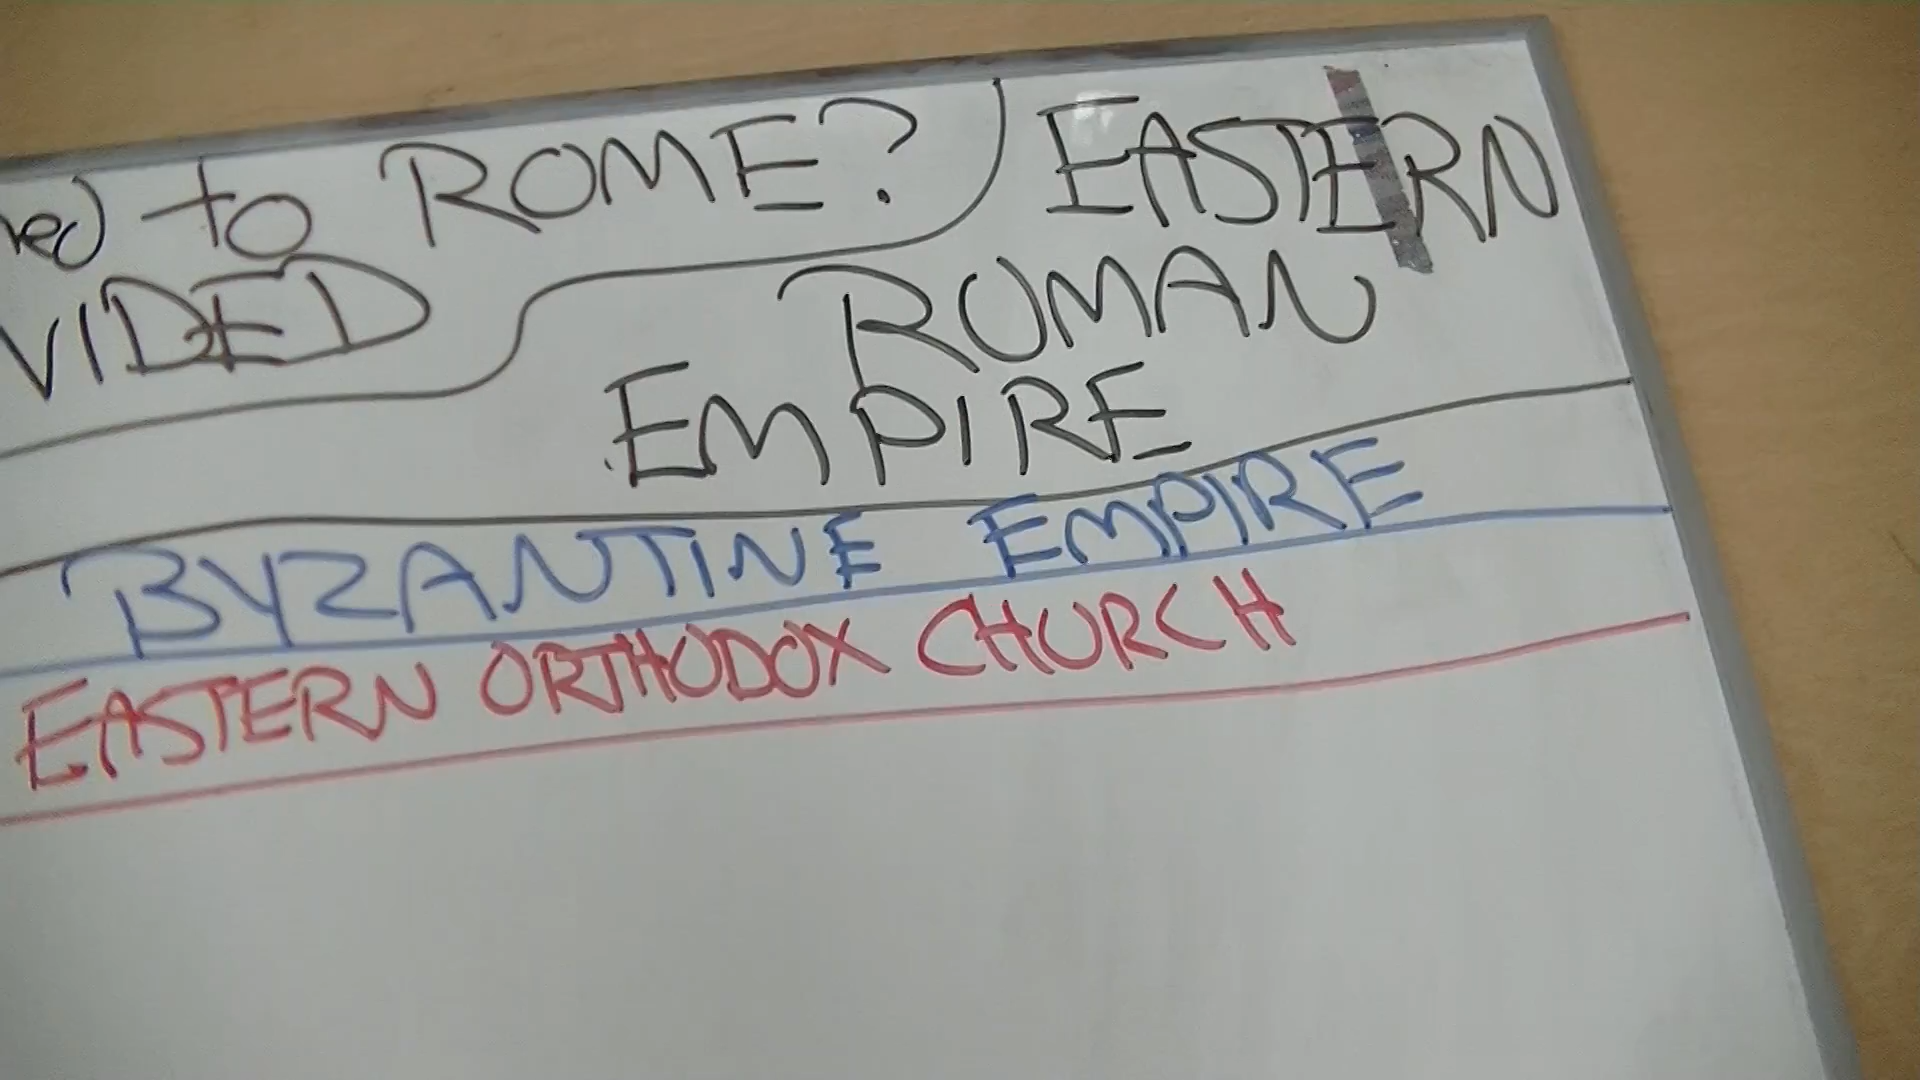 to ROME?
VIDED
EASTERN
ROMAN
EMPIRE
BYZANTINE EMPIRE
EASTERN ORTHODOX CHURCH